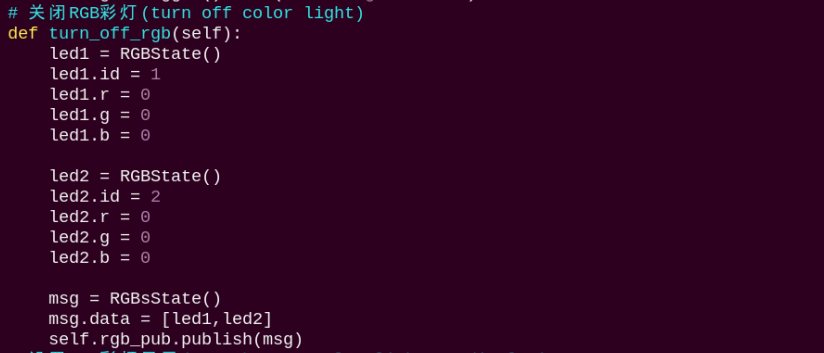 # 关闭RGB彩灯(turn off color light)
def turn_off_rgb(self):
    led1 = RGBState()
    led1.id = 1
    led1.r = 0
    led1.g = 0
    led1.b = 0
    led2 = RGBState()
    led2.id = 2
    led2.r = 0
    led2.g = 0
    led2.b = 0
    msg = RGBsState()
    msg.data = [led1,led2]
    self.rgb_pub.publish(msg)